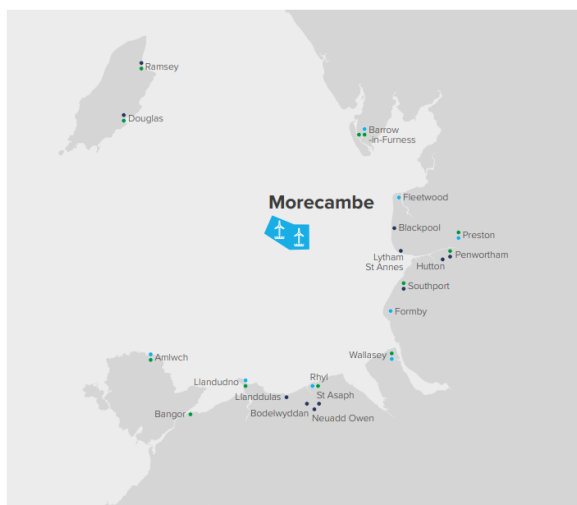 Ramsey
Douglas
Barrow
-in-Furness
Morecambe
Fleetwood
Blackpool
Preston
Lytham
St Annes
Penwortham
Hutton
Southport
Formby
Wallasey
Amlwch
Llandudno
Rhyl
Llanddulas
St Asaph
Bodelwyddan
Neuadd Owen
Bangor